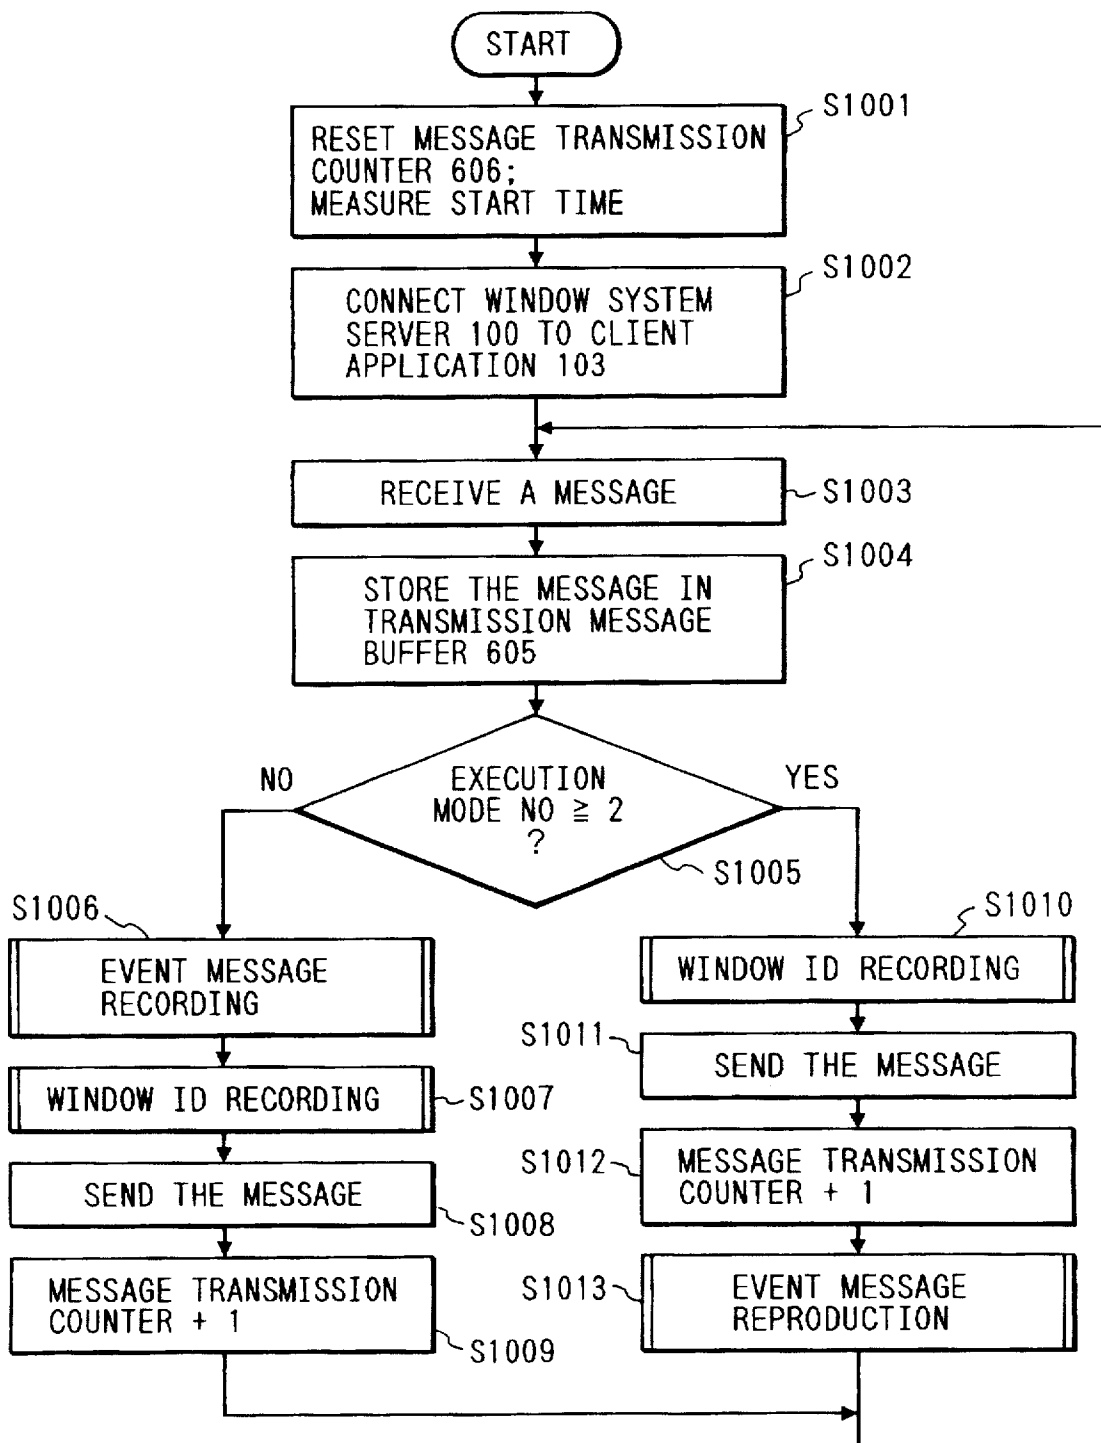 START
S1001
RESET MESSAGE TRANSMISSION
COUNTER 606;
MEASURE START TIME
S1002
CONNECT WINDOW SYSTEM
SERVER 100 TO CLIENT
APPLICATION 103
RECEIVE A MESSAGE
S1003
S1004
STORE THE MESSAGE IN
TRANSMISSION MESSAGE
BUFFER 605
NO
EXECUTION
MODE NO ≧ 2
?
YES
S1005
S1006
EVENT MESSAGE
RECORDING
WINDOW ID RECORDING
S1007
SEND THE MESSAGE
S1008
MESSAGE TRANSMISSION
COUNTER + 1
S1009
S1010
WINDOW ID RECORDING
S1011
SEND THE MESSAGE
S1012
MESSAGE TRANSMISSION
COUNTER + 1
S1013
EVENT MESSAGE
REPRODUCTION